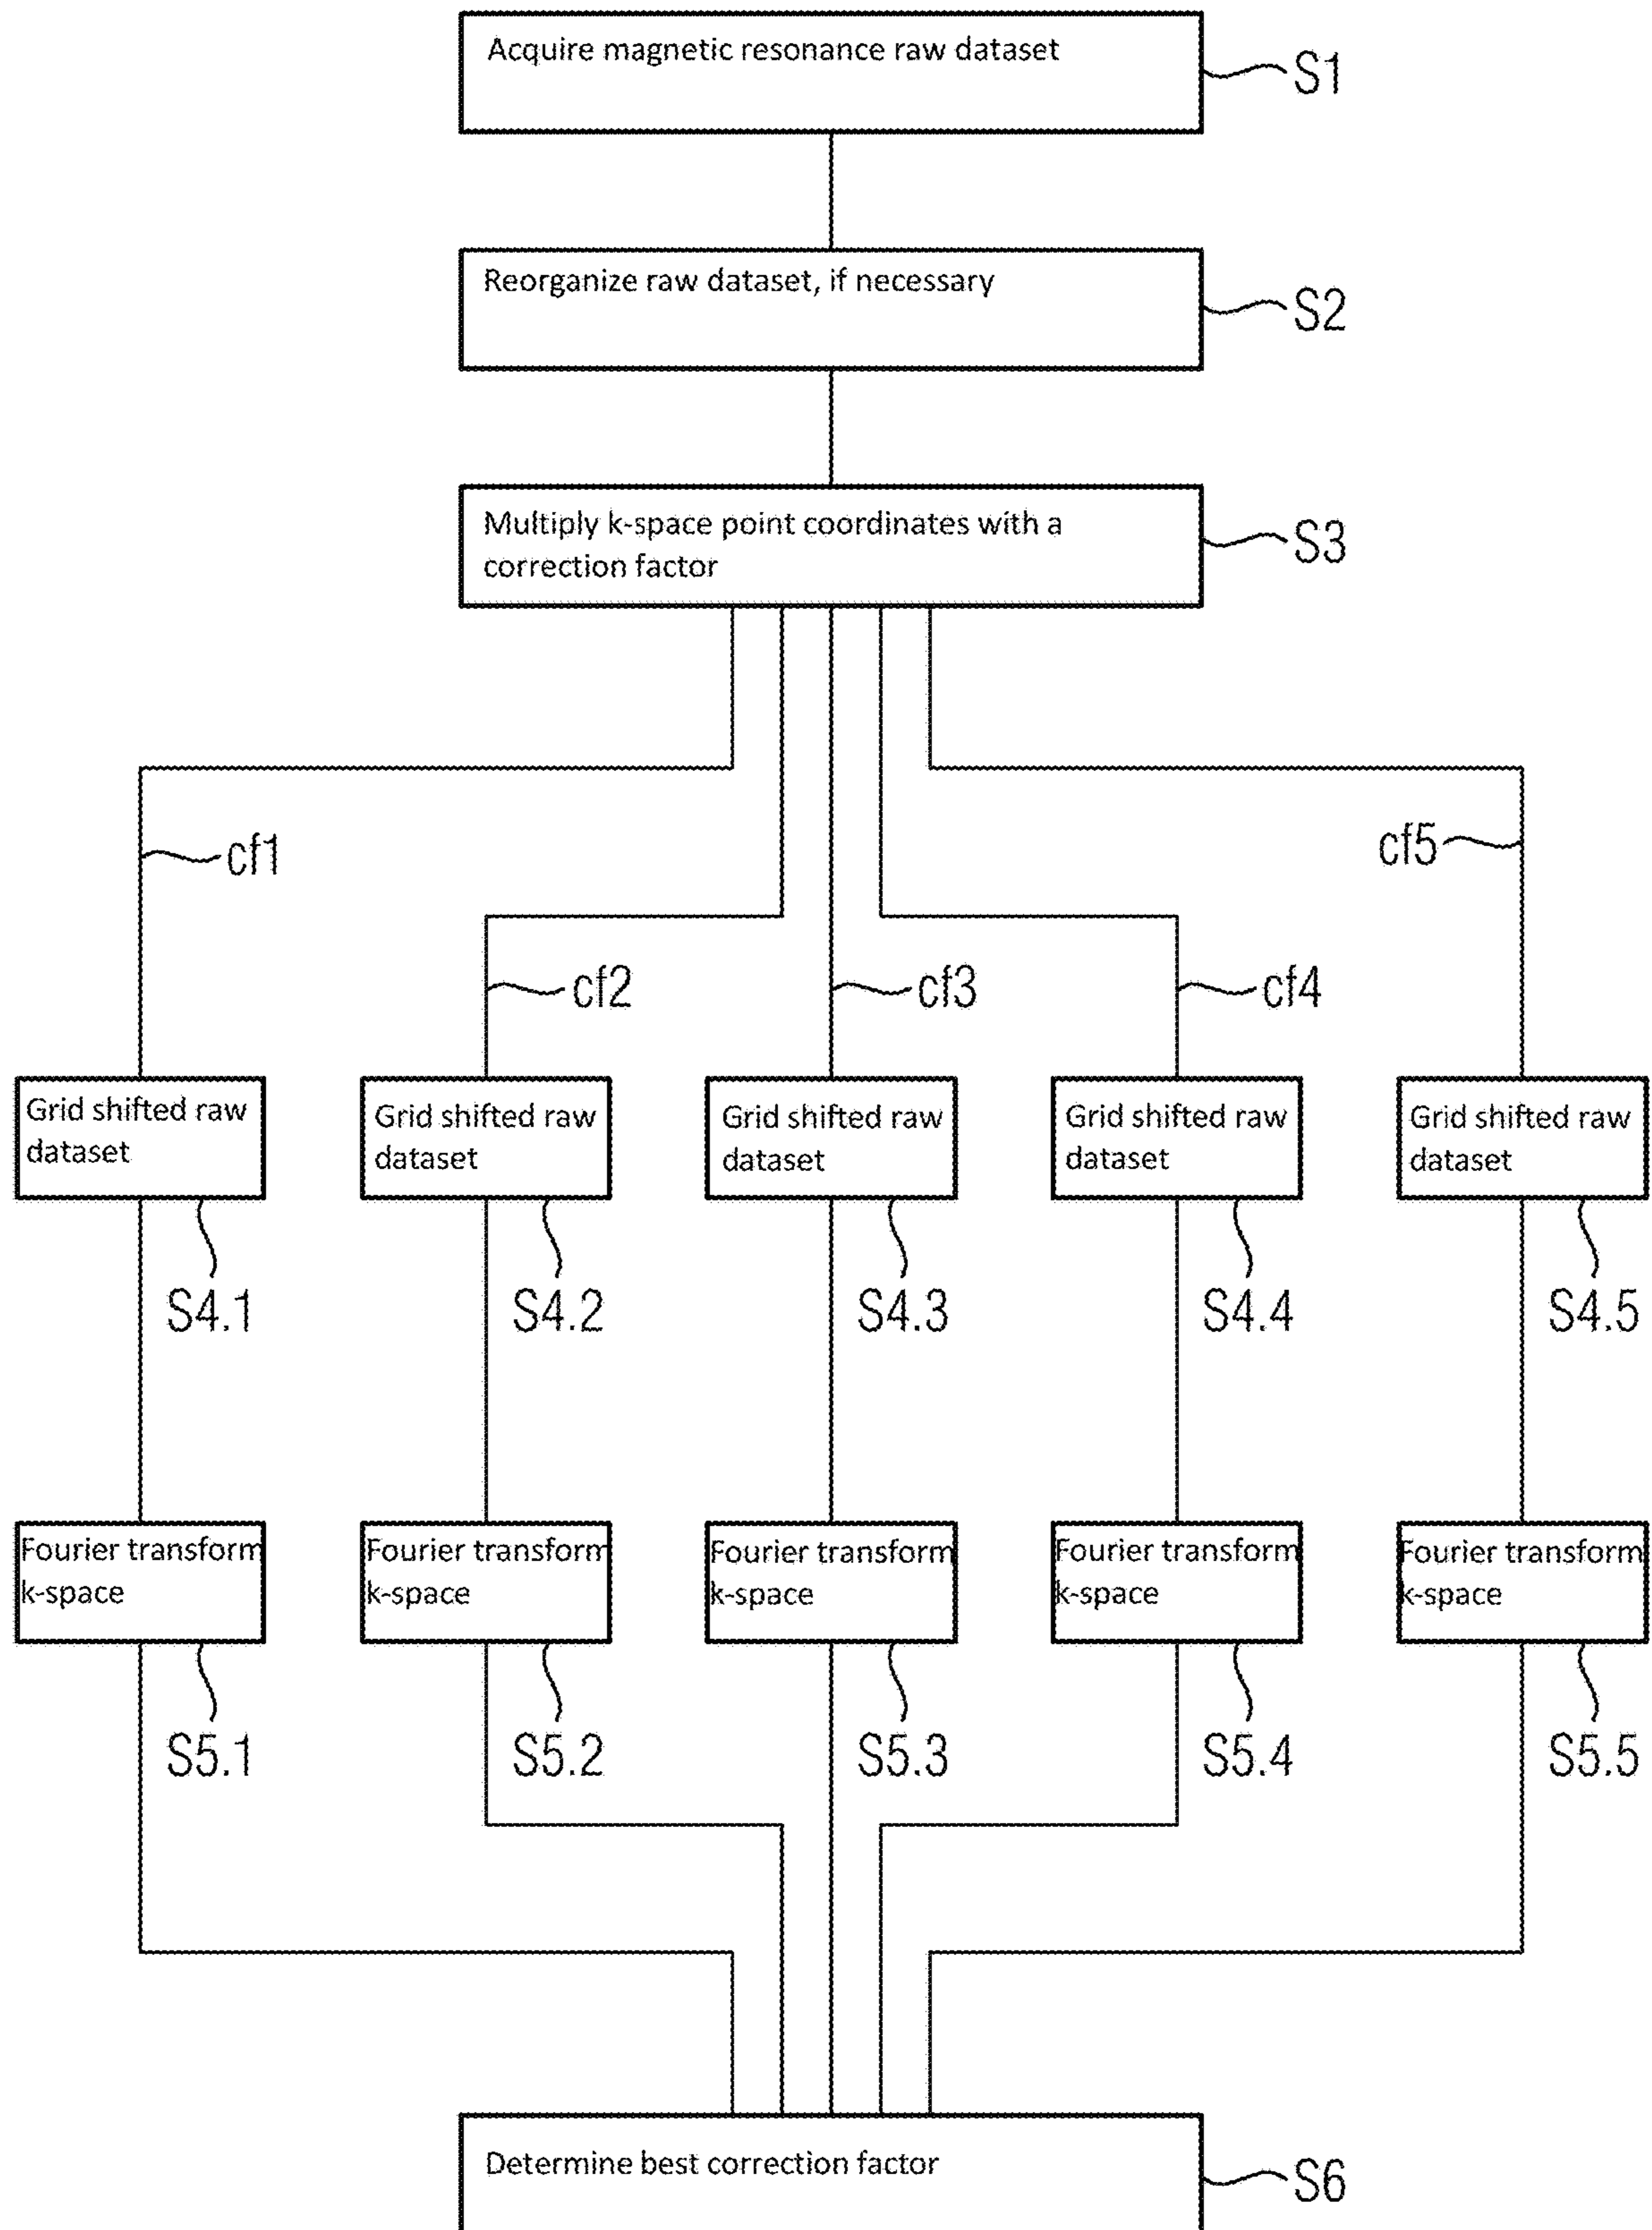 Acquire magnetic resonance raw dataset
S1
Reorganize raw dataset, if necessary
S2
Multiply k-space point coordinates with a
correction factor
S3
cf1
cf5
cf2
cf3
cf4
Grid shifted raw
dataset
Grid shifted raw
dataset
Grid shifted raw
dataset
Grid shifted raw
dataset
Grid shifted raw
dataset
S4.1
S4.2
S4.3
S4.4
S4.5
Fourier transform
k-space
Fourier transform
k-space
Fourier transform
k-space
Fourier transform
k-space
Fourier transform
k-space
S5.1
S5.2
S5.3
S5.4
S5.5
Determine best correction factor
S6